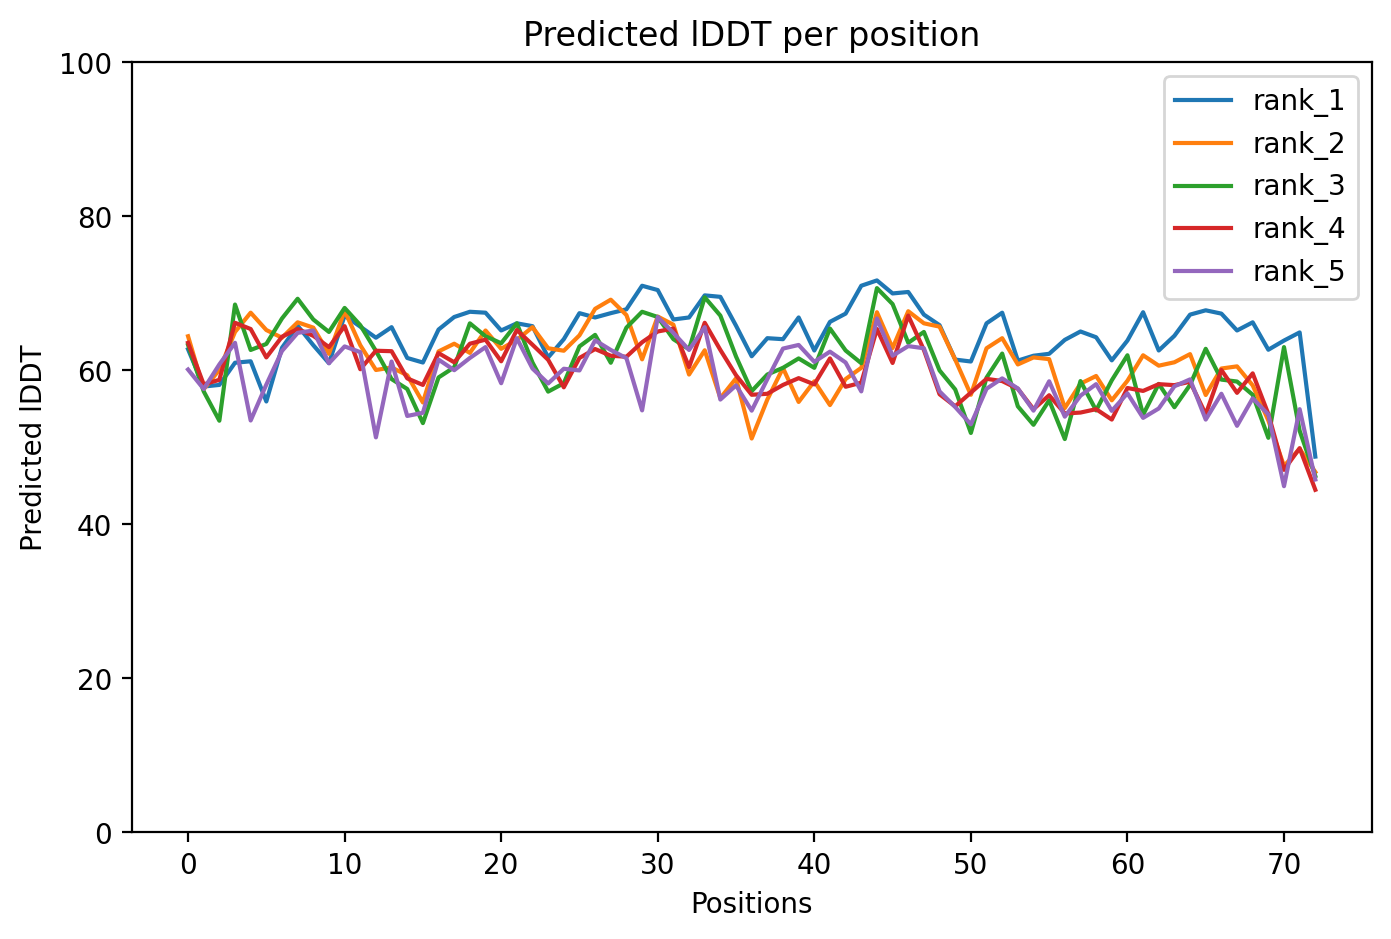 Predicted lDDT per position
100
80
60
40
20
0
Predicted lDDT
0 10 20 30 40 50 60 70
Positions
rank_1
rank_2
rank_3
rank_4
rank_5